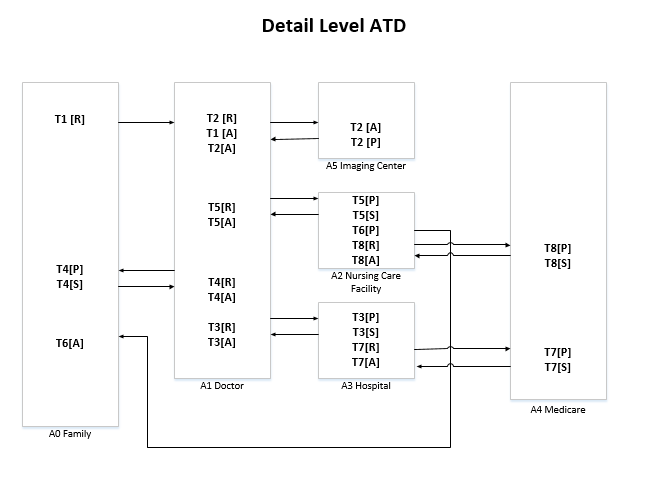 Detail Level ATD
T1 [R]
T4[P]
T4[S]
T6[A]
A0 Family
T2 [R]
T1 [A]
T2[A]
T5[R]
T5[A]
T4[R]
T4[A]
T3[R]
T3[A]
A1 Doctor
T2 [A]
T2 [P]
A5 Imaging Center
T5[P]
T5[S]
T6[P]
T8[R]
T8[A]
A2 Nursing Care
Facility
T3[P]
T3[S]
T7[R]
T7[A]
A3 Hospital
T8[P]
T8[S]
T7[P]
T7[S]
A4 Medicare